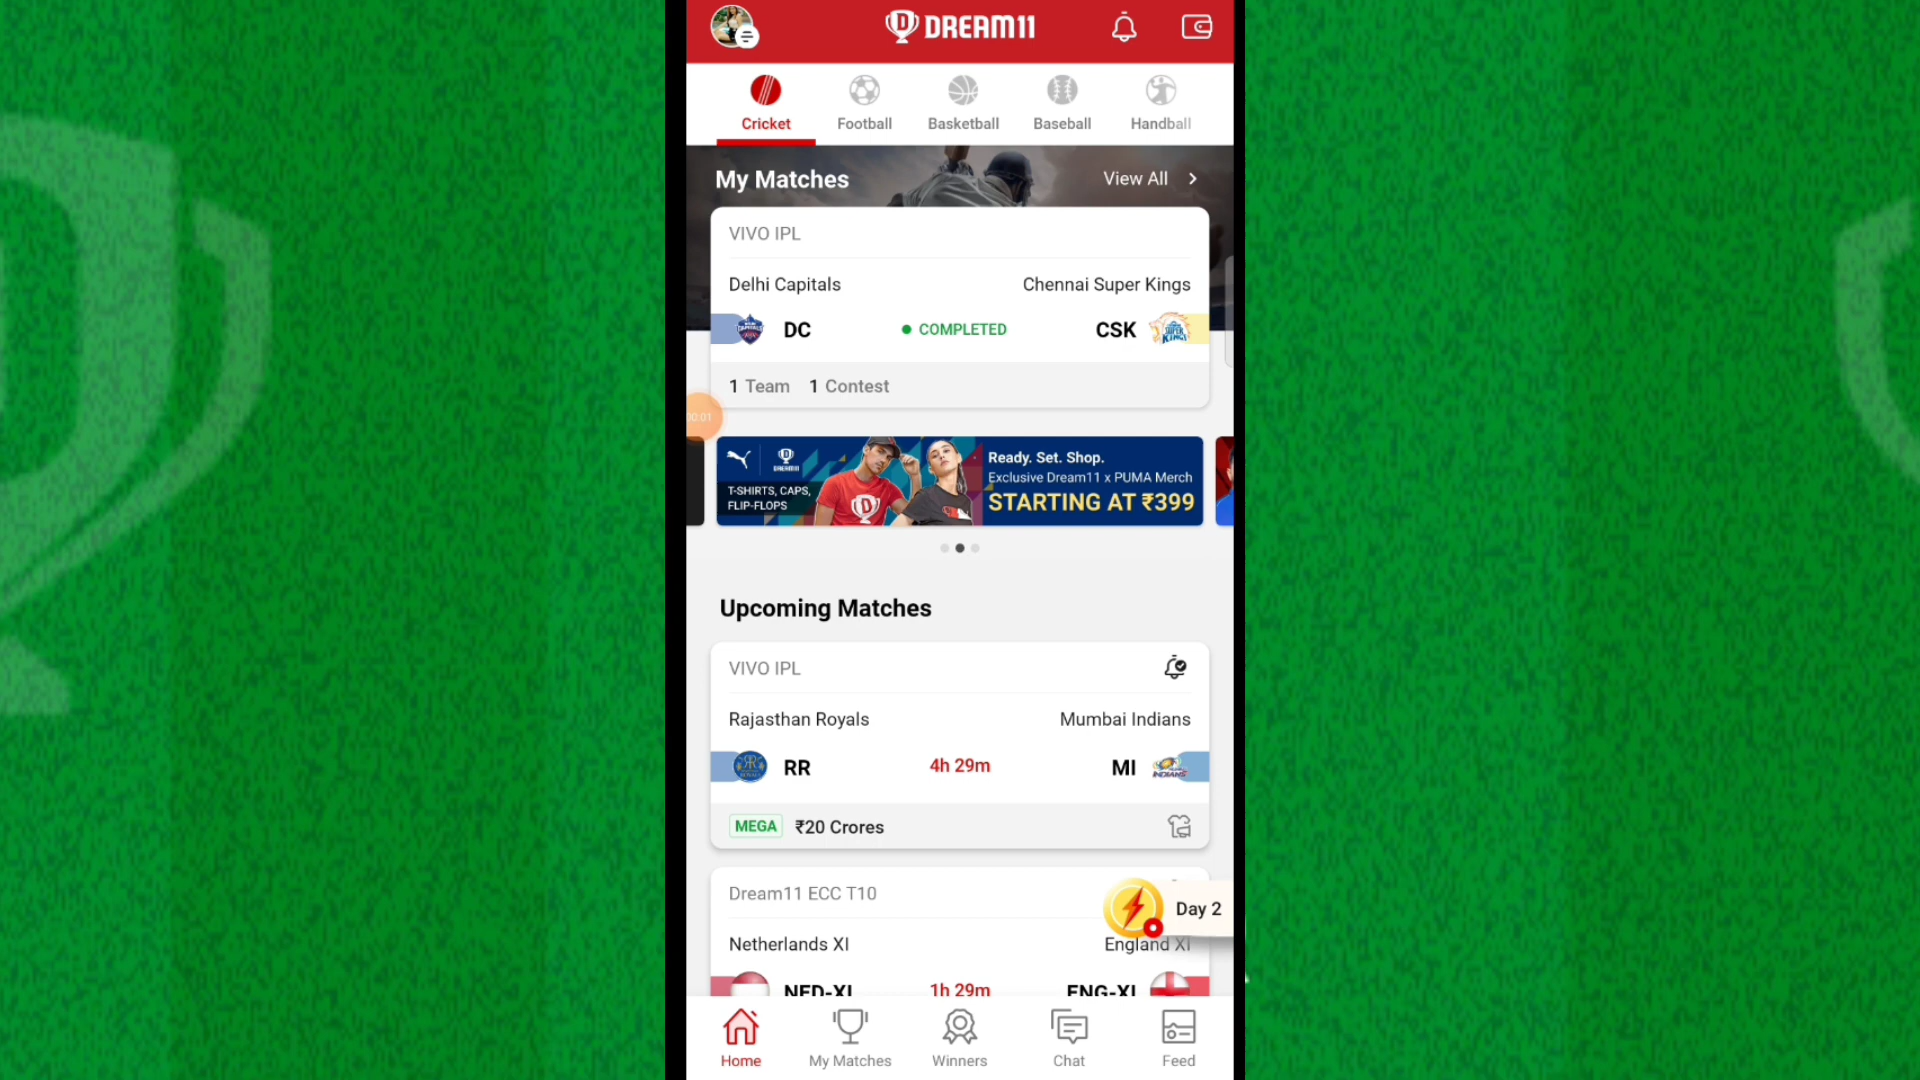 DREAM11
Cricket Football Basketball Baseball Handball
My Matches View All
VIVO IPL
Delhi Capitals Chennai Super Kings
DC COMPLETED CSK
1 Team 1 Contest
00:01
DREAM11
T-SHIRTS, CAPS,
FLIP-FLOPS
Ready. Set. Shop.
Exclusive Dream11 x PUMA Merch
STARTING AT ₹399
Upcoming Matches
VIVO IPL
Rajasthan Royals Mumbai Indians
RR 4h 29m MI
MEGA ₹20 Crores
Dream11 ECC T10
Day 2
Netherlands XI England XI
NED-XI 1h 29m ENG-XI
Home My Matches Winners Chat Feed